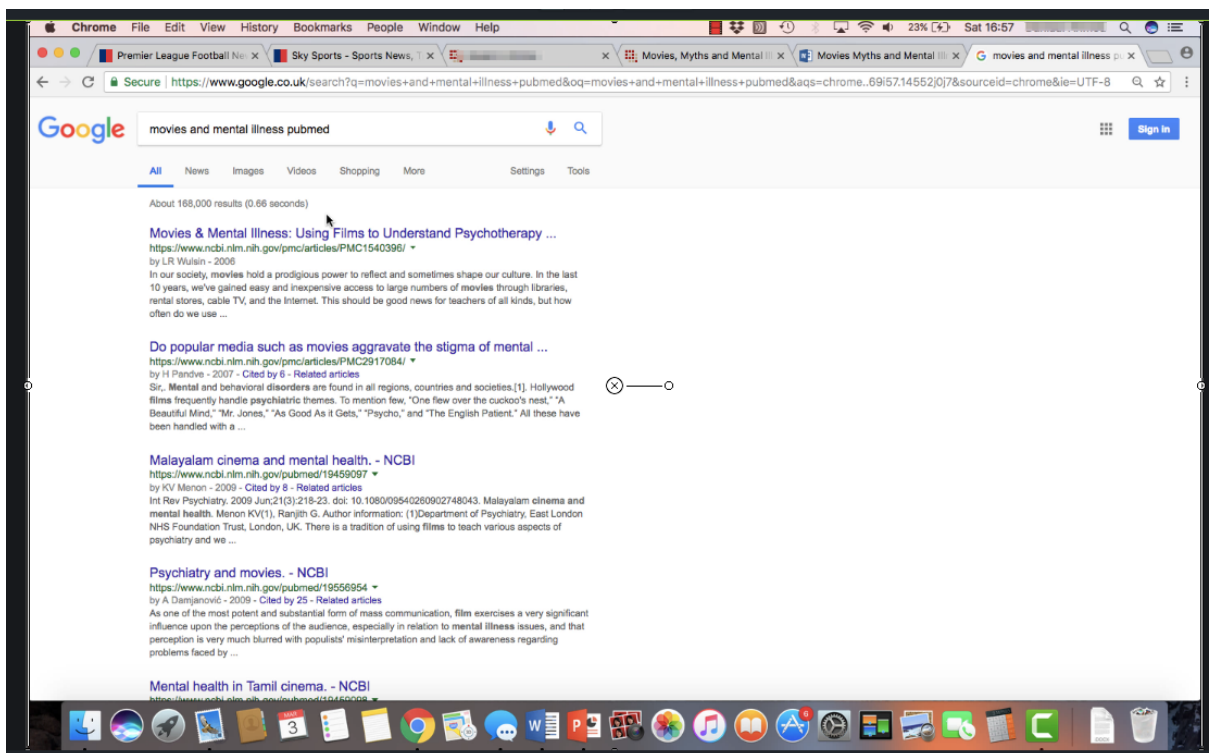 Chrome File Edit View History Bookmarks People Window Help 23% Sat 16:57
Premier League Football Ne
Sky Sports - Sports News, T
Movies, Myths and Mental Il
Movies Myths and Mental Ill
movies and mental illness pu
Secure https://www.google.co.uk/search?q=movies+and+mental+illness+pubmed&oq=movies+and+mental+illness+pubmed&aqs=chrome..69i57.14552j0j7&sourceid=chrome&ie=UTF-8
Google movies and mental illness pubmed Sign in
All News Images Videos Shopping More Settings Tools
About 168,000 results (0.66 seconds)
Movies & Mental Illness: Using Films to Understand Psychotherapy ...
https://www.ncbi.nlm.nih.gov/pmc/articles/PMC1540396/
by LR Wulsin - 2006
In our society, movies hold a prodigious power to reflect and sometimes shape our culture. In the last
10 years, we've gained easy and inexpensive access to large numbers of movies through libraries,
rental stores, cable TV, and the Internet. This should be good news for teachers of all kinds, but how
often do we use ...
Do popular media such as movies aggravate the stigma of mental ...
https://www.ncbi.nlm.nih.gov/pmc/articles/PMC2917084/
by H Pandve - 2007 - Cited by 6 - Related articles
Sir,. Mental and behavioral disorders are found in all regions, countries and societies.[1]. Hollywood
films frequently handle psychiatric themes. To mention few, "One flew over the cuckoo's nest," "A
Beautiful Mind," "Mr. Jones," "As Good As it Gets," "Psycho," and "The English Patient." All these have
been handled with a ...
Malayalam cinema and mental health. - NCBI
https://www.ncbi.nlm.nih.gov/pubmed/19459097
by KV Menon - 2009 - Cited by 8 - Related articles
Int Rev Psychiatry. 2009 Jun;21(3):218-23. doi: 10.1080/09540260902748043. Malayalam cinema and
mental health. Menon KV(1), Ranjith G. Author information: (1)Department of Psychiatry, East London
NHS Foundation Trust, London, UK. There is a tradition of using films to teach various aspects of
psychiatry and we ...
Psychiatry and movies. - NCBI
https://www.ncbi.nlm.nih.gov/pubmed/19556954
by A Damjanović - 2009 - Cited by 25 - Related articles
As one of the most potent and substantial form of mass communication, film exercises a very significant
influence upon the perceptions of the audience, especially in relation to mental illness issues, and that
perception is very much blurred with populists' misinterpretation and lack of awareness regarding
problems faced by ...
Mental health in Tamil cinema. - NCBI
https://www.ncbi.nlm.nih.gov/pubmed/19459098
3
6